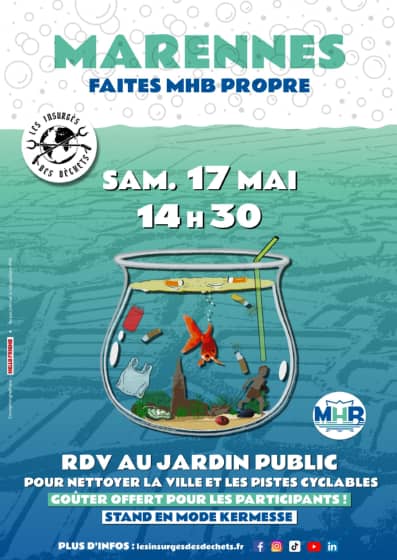 MARENNES
FAITES MHB PROPRE
LES INSURGÉS
DES DÉCHETS
SAM. 17 MAI
14 H 30
MHB
RDV AU JARDIN PUBLIC
POUR NETTOYER LA VILLE ET LES PISTES CYCLABLES
GOÛTER OFFERT POUR LES PARTICIPANTS !
STAND EN MODE KERMESSE
PLUS D'INFOS : lesinsurgesdesdechets.fr